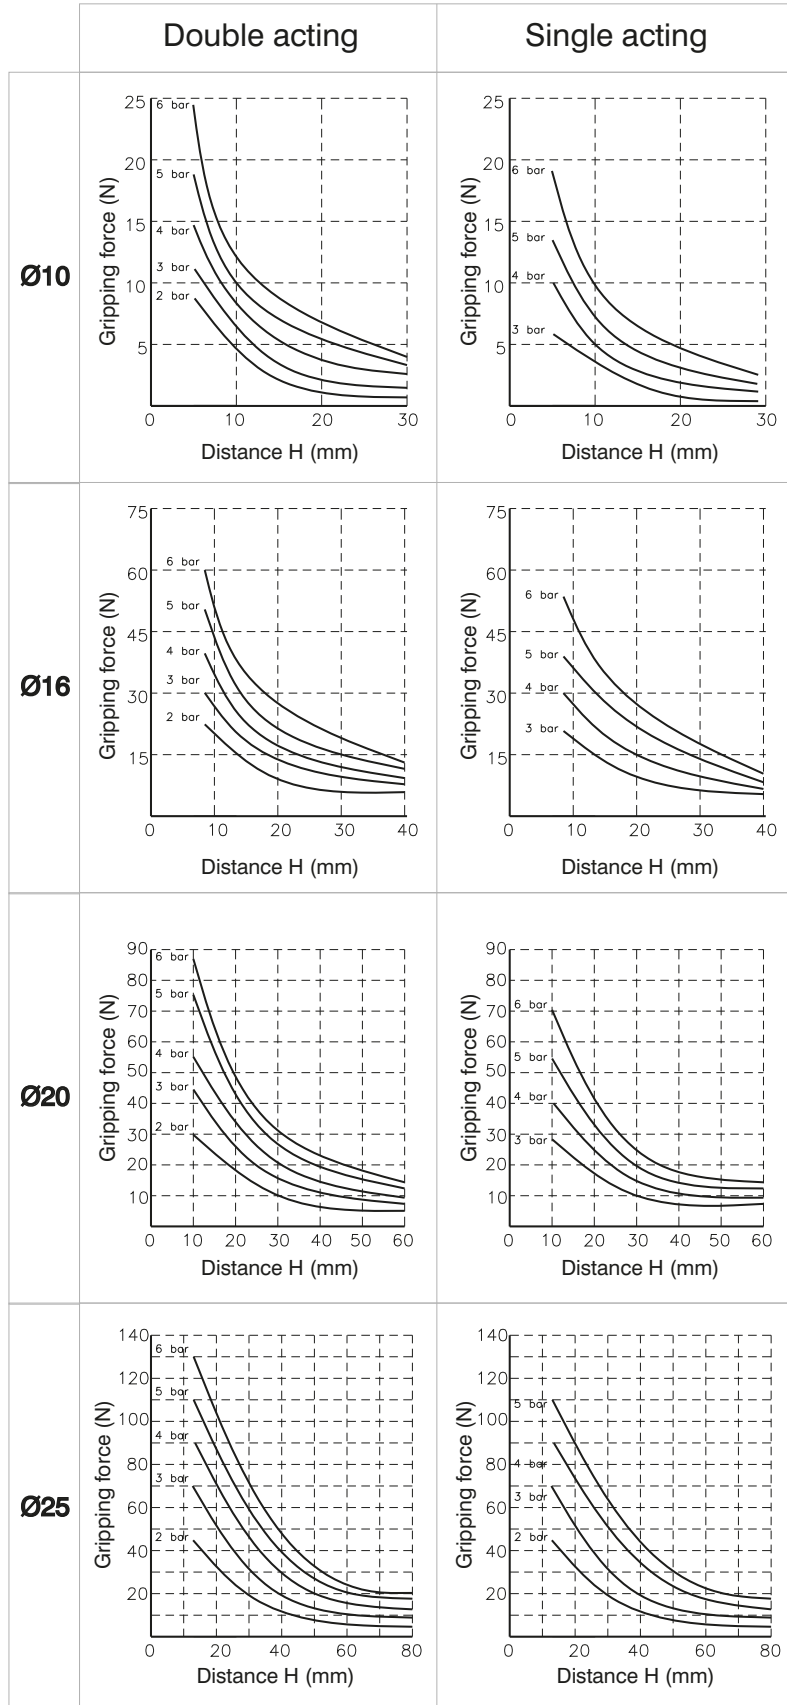 Double acting
Single acting
Ø10
Gripping force (N)
25
20
15
10
5
6 bar
5 bar
4 bar
3 bar
2 bar
0 10 20 30
Distance H (mm)
Gripping force (N)
25
20
15
10
5
6 bar
5 bar
4 bar
3 bar
0 10 20 30
Distance H (mm)
Ø16
Gripping force (N)
75
60
45
30
15
6 bar
5 bar
4 bar
3 bar
2 bar
0 10 20 30 40
Distance H (mm)
Gripping force (N)
75
60
45
30
15
6 bar
5 bar
4 bar
3 bar
0 10 20 30 40
Distance H (mm)
Ø20
Gripping force (N)
90
80
70
60
50
40
30
20
10
6 bar
5 bar
4 bar
3 bar
2 bar
0 10 20 30 40 50 60
Distance H (mm)
Gripping force (N)
90
80
70
60
50
40
30
20
10
6 bar
5 bar
4 bar
3 bar
0 10 20 30 40 50 60
Distance H (mm)
Ø25
Gripping force (N)
140
120
100
80
60
40
20
6 bar
5 bar
4 bar
3 bar
2 bar
0 20 40 60 80
Distance H (mm)
Gripping force (N)
140
120
100
80
60
40
20
5 bar
4 bar
3 bar
2 bar
0 20 40 60 80
Distance H (mm)